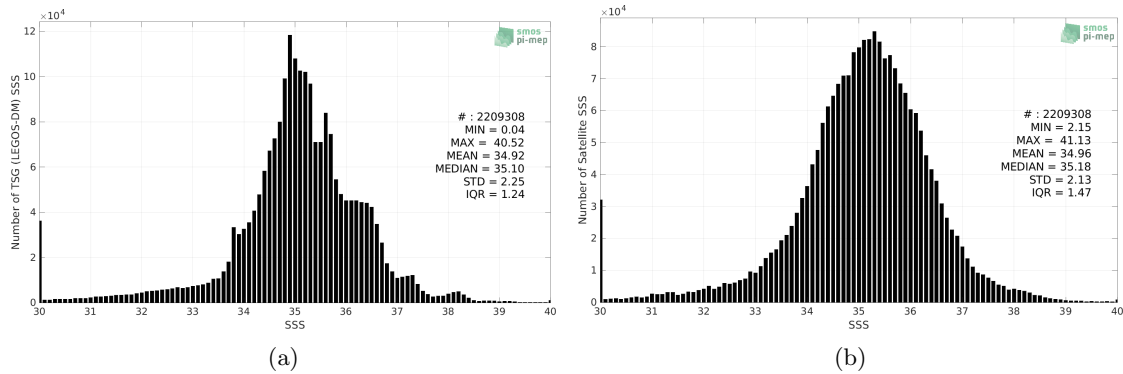 ×10⁴
smos
pi-mep
Number of TSG (LEGOS-DM) SSS
12
10
8
6
4
2
0
# : 2209308
MIN = 0.04
MAX = 40.52
MEAN = 34.92
MEDIAN = 35.10
STD = 2.25
IQR = 1.24
30 31 32 33 34 35 36 37 38 39 40
SSS
(a)
×10⁴
smos
pi-mep
Number of Satellite SSS
8
7
6
5
4
3
2
1
0
# : 2209308
MIN = 2.15
MAX = 41.13
MEAN = 34.96
MEDIAN = 35.18
STD = 2.13
IQR = 1.47
30 31 32 33 34 35 36 37 38 39 40
SSS
(b)